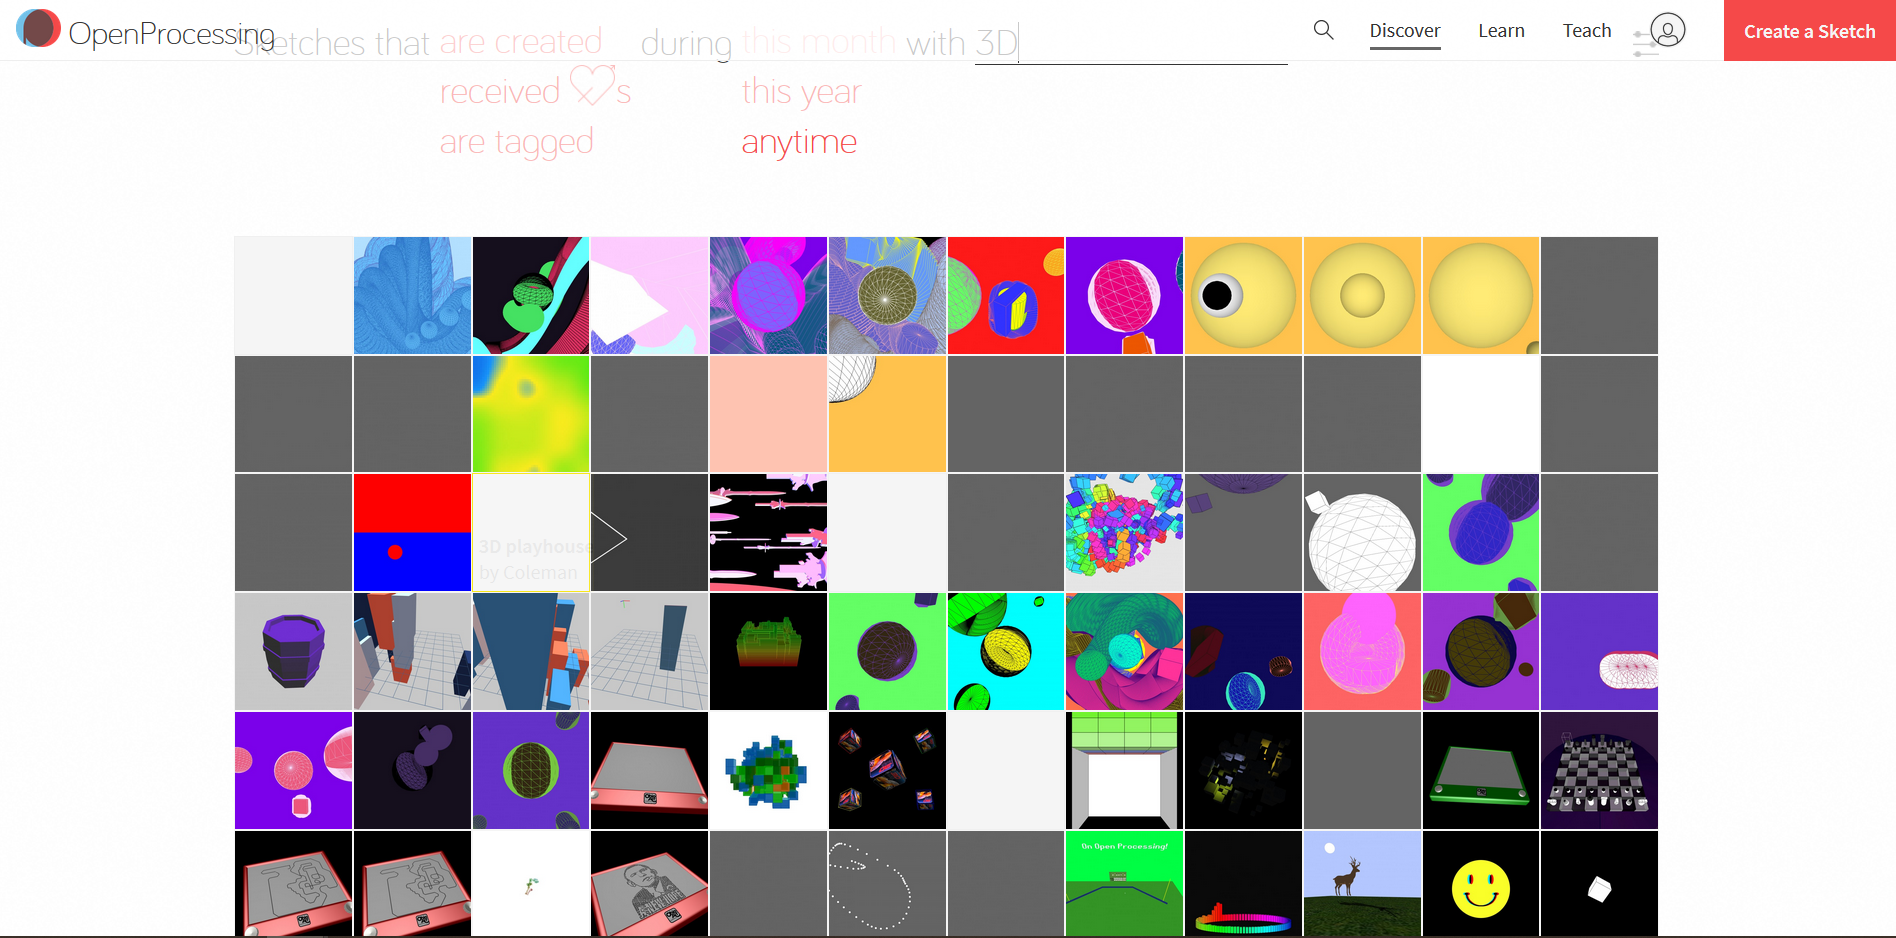 OpenProcessing
Discover
Learn
Teach
Create a Sketch
Sketches that are created during this month with 3D
received s this year
are tagged anytime
3D playhouse
by Coleman
On Open Processing!